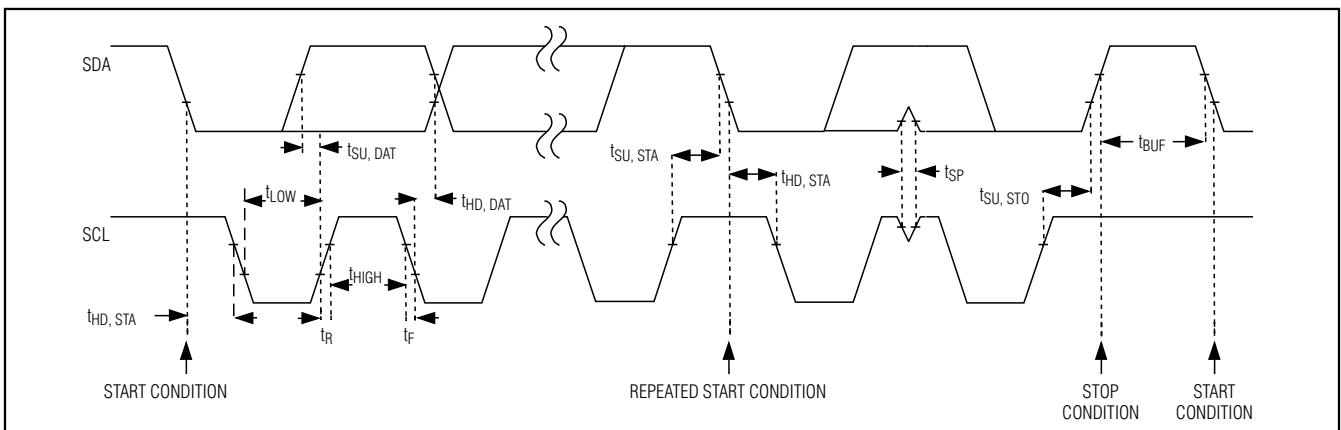 SDA
tSU, DAT
tSU, STA
tHD, STA
tSP
tBUF
tLOW
tHD, DAT
tSU, STO
SCL
tHIGH
tHD, STA
tR
tF
START CONDITION
REPEATED START CONDITION
STOP
CONDITION
START
CONDITION